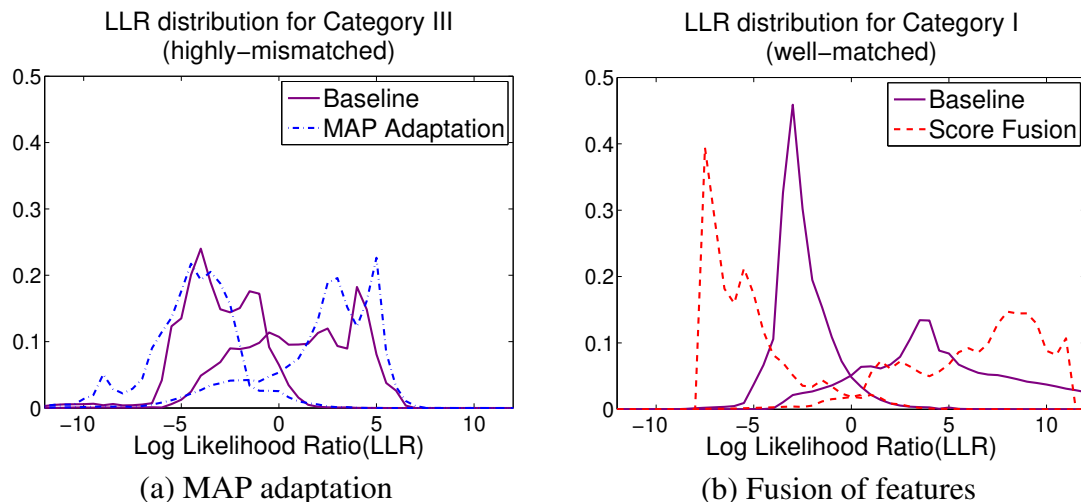 LLR distribution for Category III
(highly−mismatched)
0.5
0.4
0.3
0.2
0.1
0
−10
−5
0
5
10
Baseline
MAP Adaptation
Log Likelihood Ratio(LLR)
(a) MAP adaptation
LLR distribution for Category I
(well−matched)
0.5
0.4
0.3
0.2
0.1
0
−10
−5
0
5
10
Baseline
Score Fusion
Log Likelihood Ratio(LLR)
(b) Fusion of features